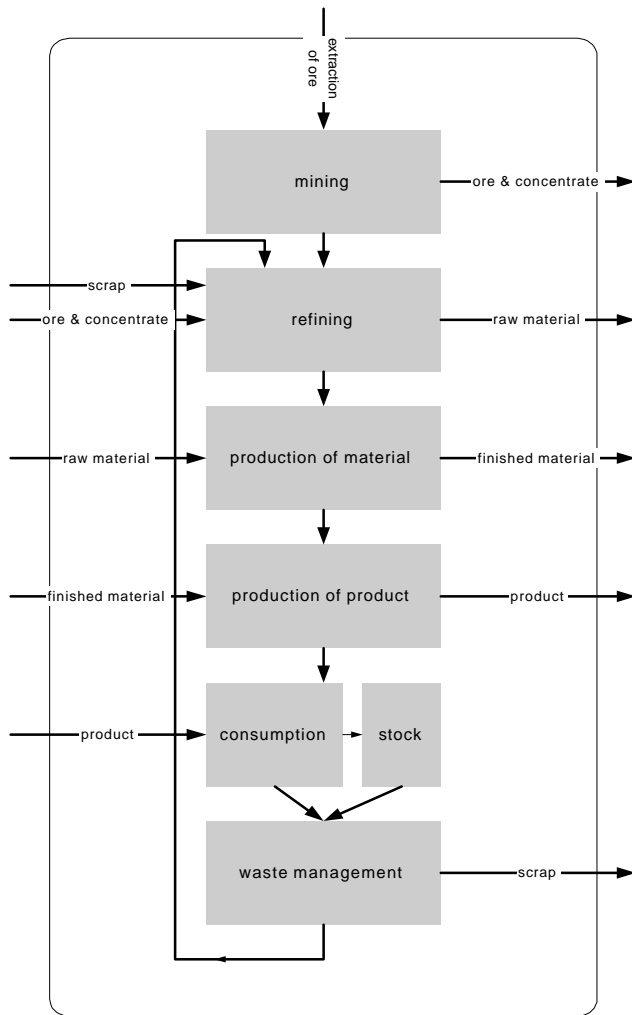 extraction
of ore
mining
ore & concentrate
scrap
ore & concentrate
refining
raw material
raw material
production of material
finished material
finished material
production of product
product
product
consumption
stock
waste management
scrap